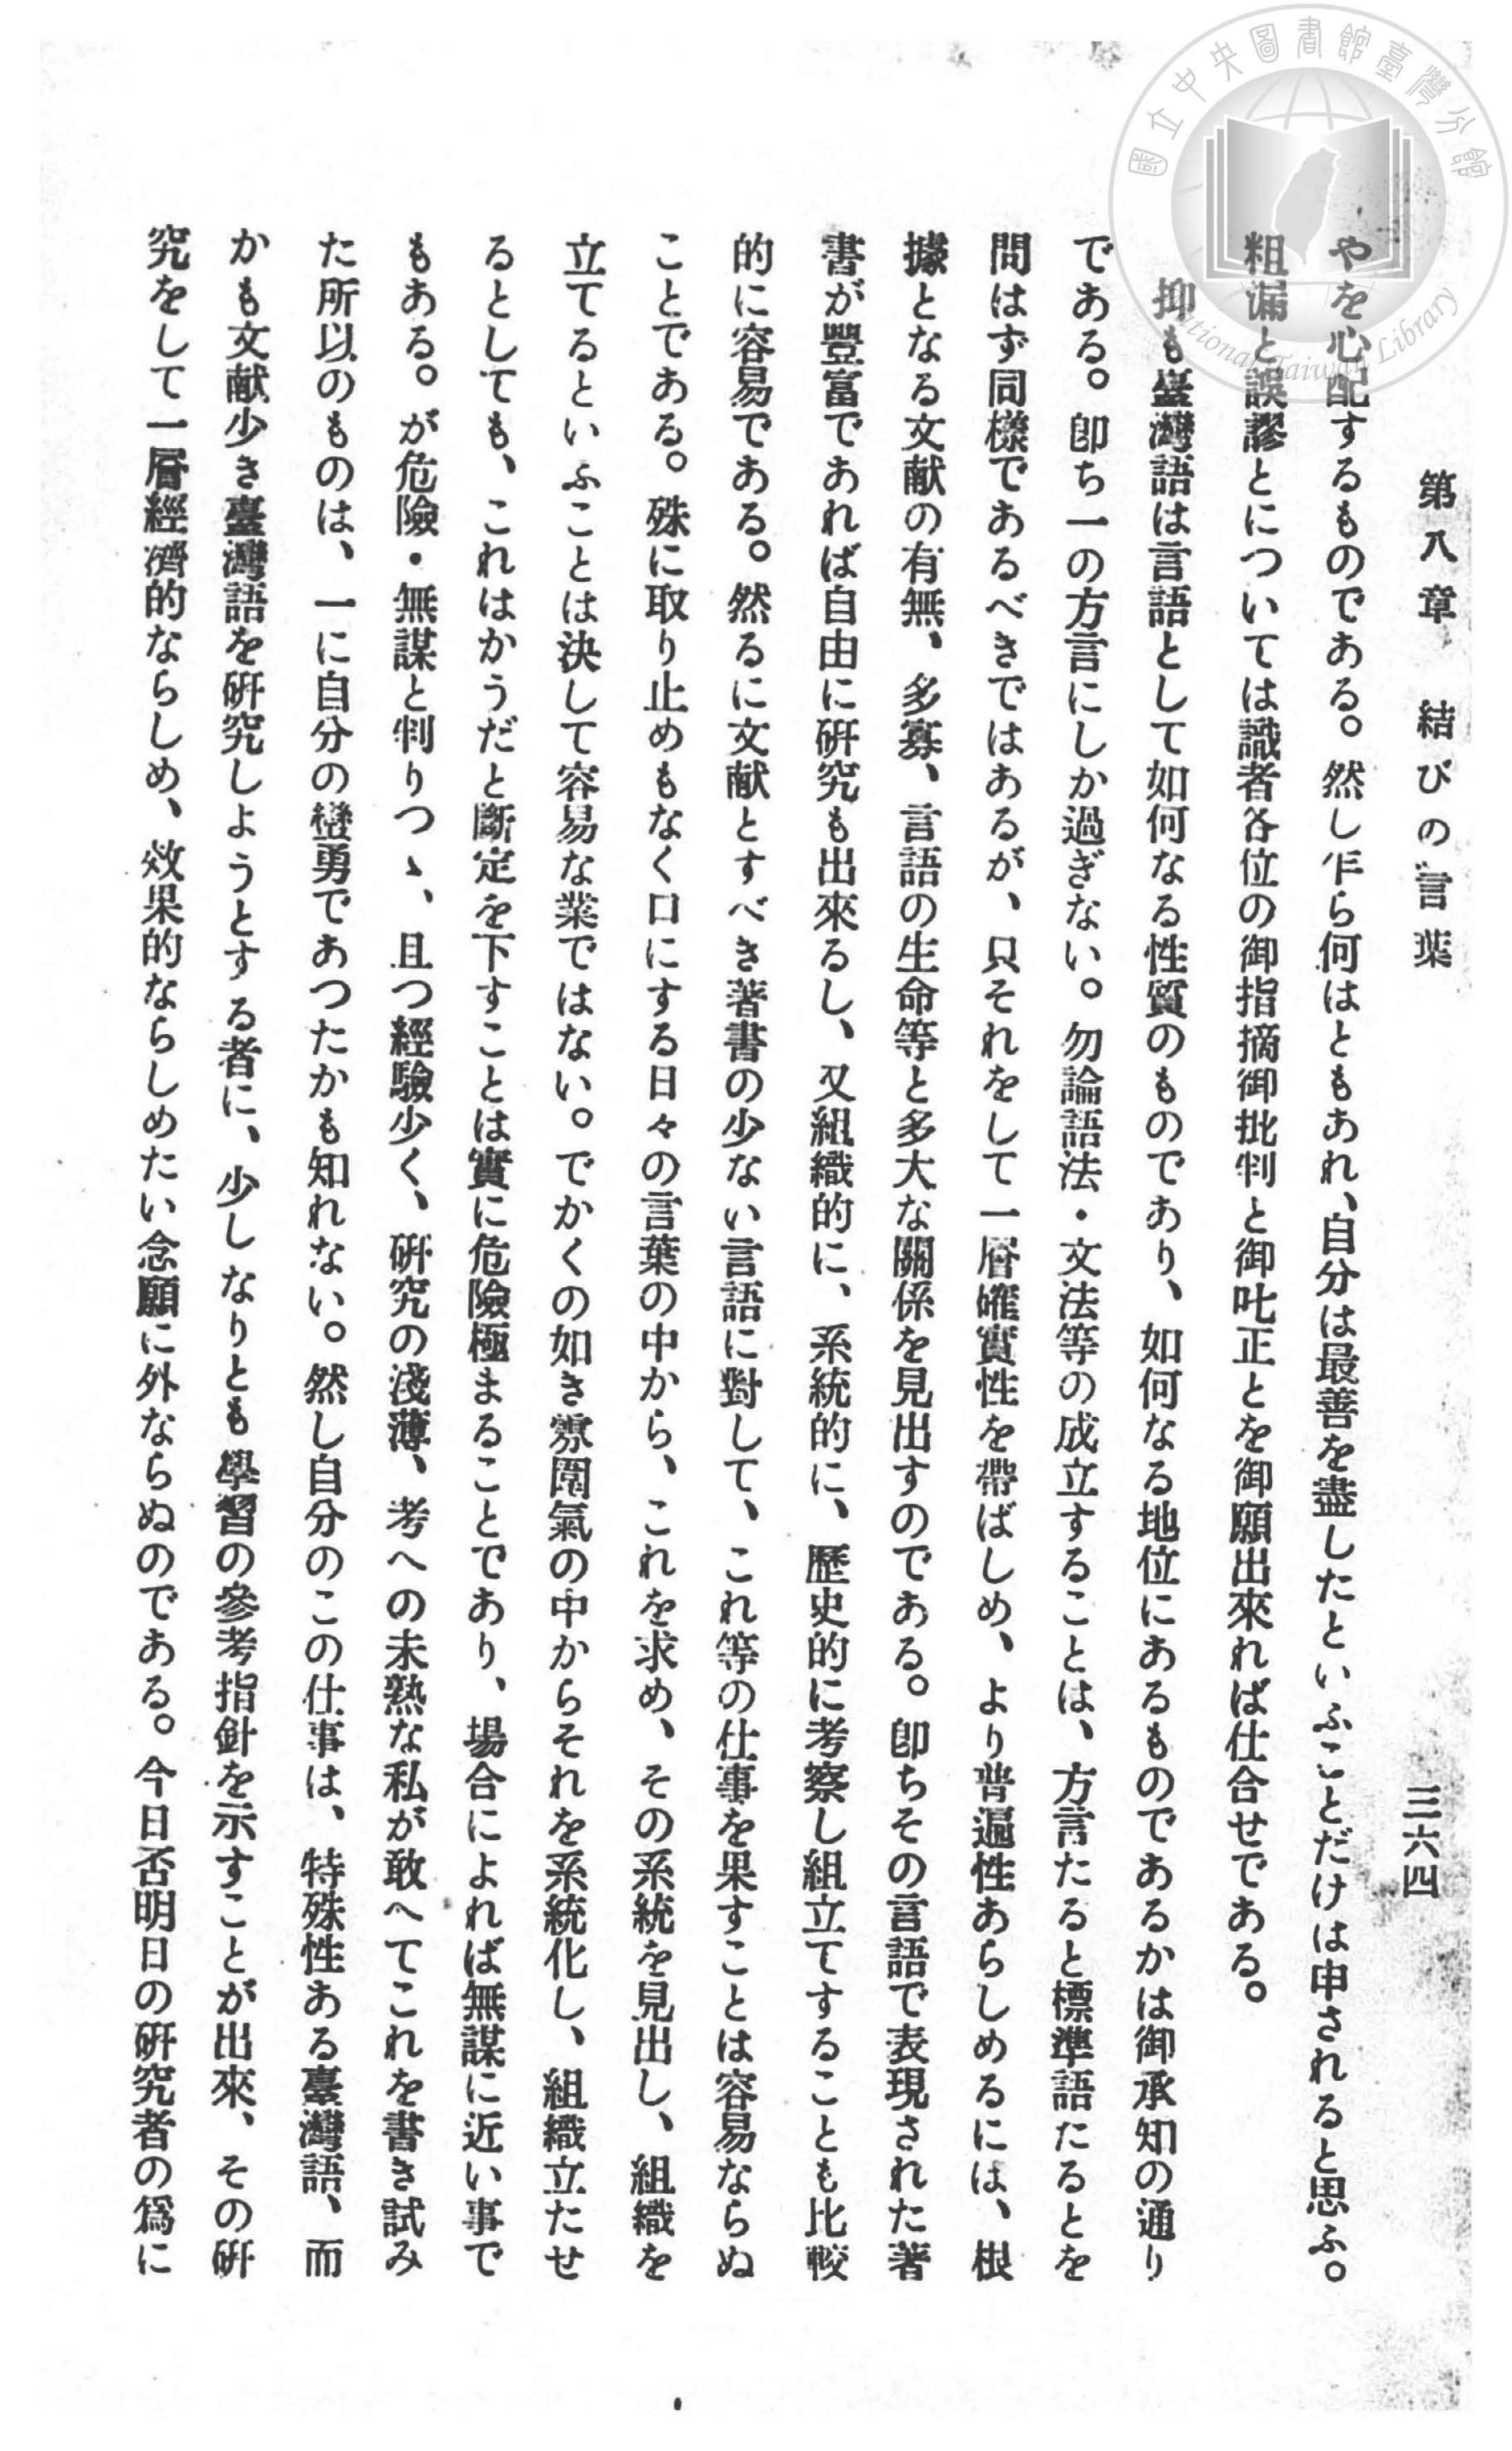 國立中央圖書館臺灣分館
National Taiwan Library
第八章　結びの言葉
三六四
やを心配するものである。然し乍ら何はともあれ、自分は最善を盡したといふことだけは申されると思ふ。
粗漏と誤謬とについては識者各位の御指摘御批判と御叱正とを御願出來れば仕合せである。
抑も臺灣語は言語として如何なる性質のものであり、如何なる地位にあるものであるかは御承知の通り
である。卽ち一の方言にしか過ぎない。勿論語法・文法等の成立することは、方言たると標準語たるとを
問はず同樣であるべきではあるが、只それをして一層確實性を帶ばしめ、より普遍性あらしめるには、根
據となる文献の有無、多寡、言語の生命等と多大な關係を見出すのである。卽ちその言語で表現された著
書が豐富であれば自由に硏究も出來るし、又組織的に、系統的に、歷史的に考察し組立てすることも比較
的に容易である。然るに文献とすべき著書の少ない言語に對して、これ等の仕事を果すことは容易ならぬ
ことである。殊に取り止めもなく口にする日々の言葉の中から、これを求め、その系統を見出し、組織を
立てるといふことは決して容易な業ではない。でかくの如き雰圍氣の中からそれを系統化し、組織立たせ
るとしても、これはかうだと斷定を下すことは實に危險極まることであり、場合によれば無謀に近い事で
もある。が危險・無謀と判りつゝ、且つ經驗少く、硏究の淺薄、考への未熟な私が敢へてこれを書き試み
た所以のものは、一に自分の蠻勇であつたかも知れない。然し自分のこの仕事は、特殊性ある臺灣語、而
かも文献少き臺灣語を硏究しようとする者に、少しなりとも學習の參考指針を示すことが出來、その硏
究をして一層經濟的ならしめ、效果的ならしめたい念願に外ならぬのである。今日否明日の硏究者の爲に